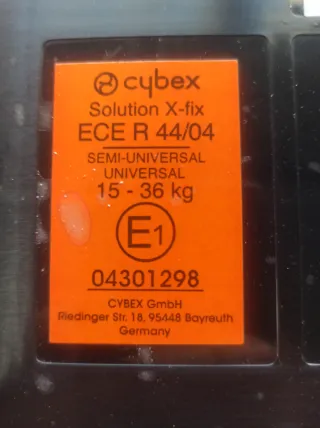 cybex
Solution X-fix
ECE R 44/04
SEMI-UNIVERSAL
UNIVERSAL
15 - 36 kg
E1
04301298
CYBEX GmbH
Riedinger Str. 18, 95448 Bayreuth
Germany